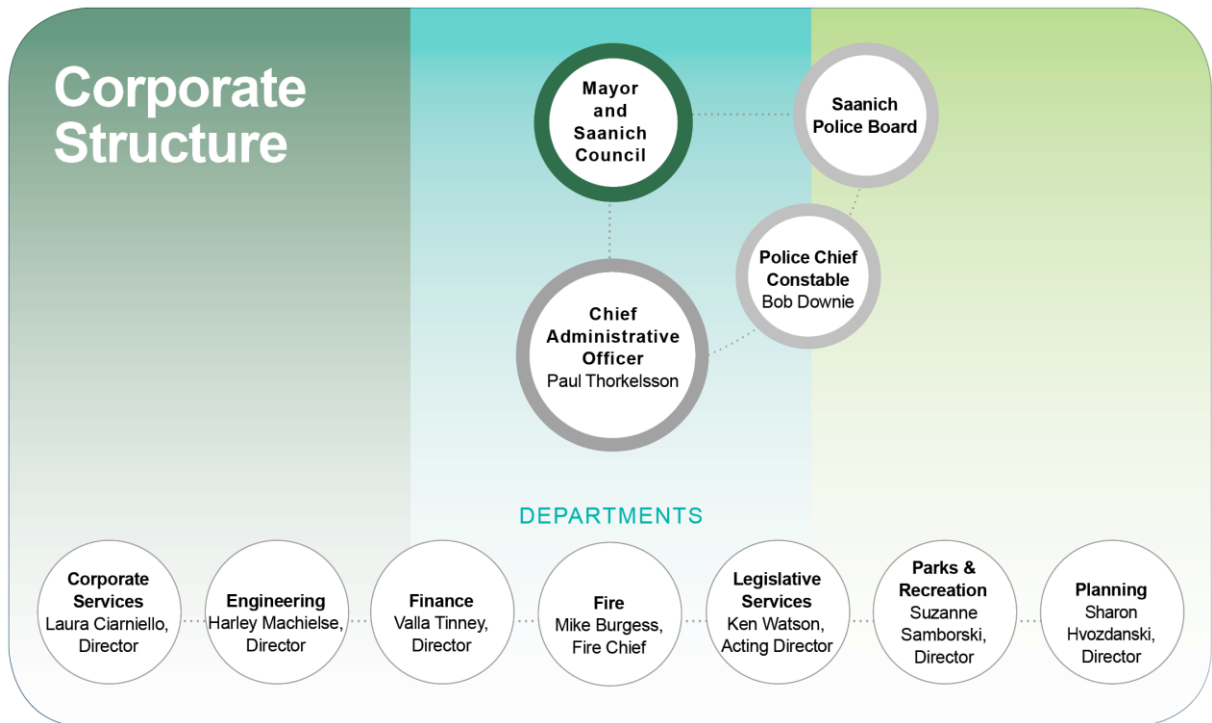 Corporate
Structure
Mayor
and
Saanich
Council
Saanich
Police Board
Police Chief
Constable
Bob Downie
Chief
Administrative
Officer
Paul Thorkelsson
DEPARTMENTS
Corporate
Services
Laura Ciarniello,
Director
Engineering
Harley Machielse,
Director
Finance
Valla Tinney,
Director
Fire
Mike Burgess,
Fire Chief
Legislative
Services
Ken Watson,
Acting Director
Parks &
Recreation
Suzanne
Samborski,
Director
Planning
Sharon
Hvozdanski,
Director